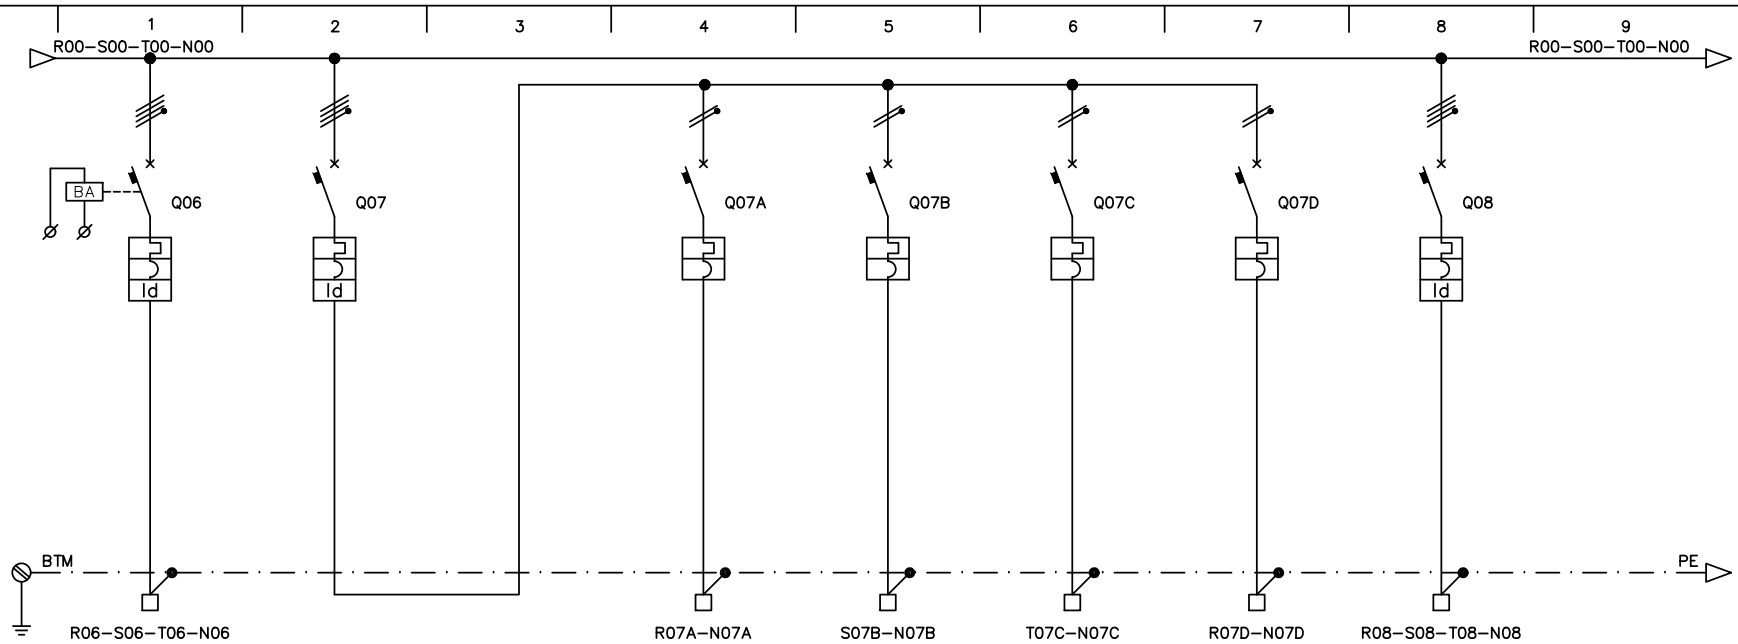 1 2 3 4 5 6 7 8 9
R00-S00-T00-N00 R00-S00-T00-N00
BA Q06 Q07 Q07A Q07B Q07C Q07D Q08
Id Id Id
BTM PE
R06-S06-T06-N06 R07A-N07A S07B-N07B T07C-N07C R07D-N07D R08-S08-T08-N08